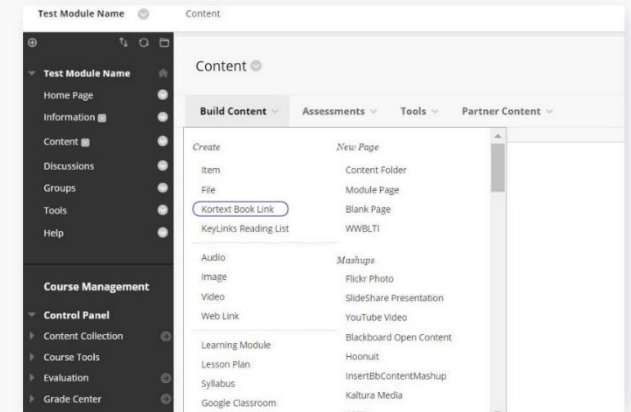 Test Module Name
Content
Test Module Name
Home Page
Information
Content
Discussions
Groups
Tools
Help
Course Management
Control Panel
Content Collection
Course Tools
Evaluation
Grade Center
Content
Build Content
Assessments
Tools
Partner Content
Create
Item
File
Kortext Book Link
KeyLinks Reading List
Audio
Image
Video
Web Link
Learning Module
Lesson Plan
Syllabus
Google Classroom
New Page
Content Folder
Module Page
Blank Page
WWBLTI
Mashups
Flickr Photo
SlideShare Presentation
YouTube Video
Blackboard Open Content
Hoonuit
InsertBbContentMashup
Kaltura Media